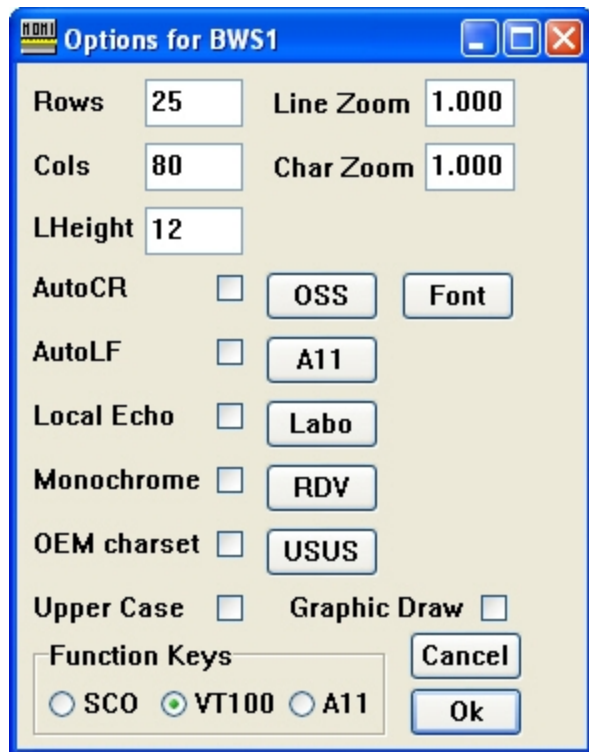 HOMI
Options for BWS1
Rows 25 Line Zoom 1.000
Cols 80 Char Zoom 1.000
LHeight 12
AutoCR OSS Font
AutoLF A11
Local Echo Labo
Monochrome RDV
OEM charset USUS
Upper Case Graphic Draw
Function Keys Cancel
SCO VT100 A11 Ok